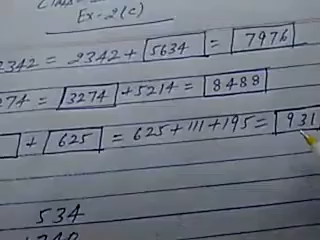 Ex-2(c)
2342 = 2342 + 5634 = 7976
274 = 3274 + 5214 = 8488
+ 625 = 625 + 111 + 195 = 931
534